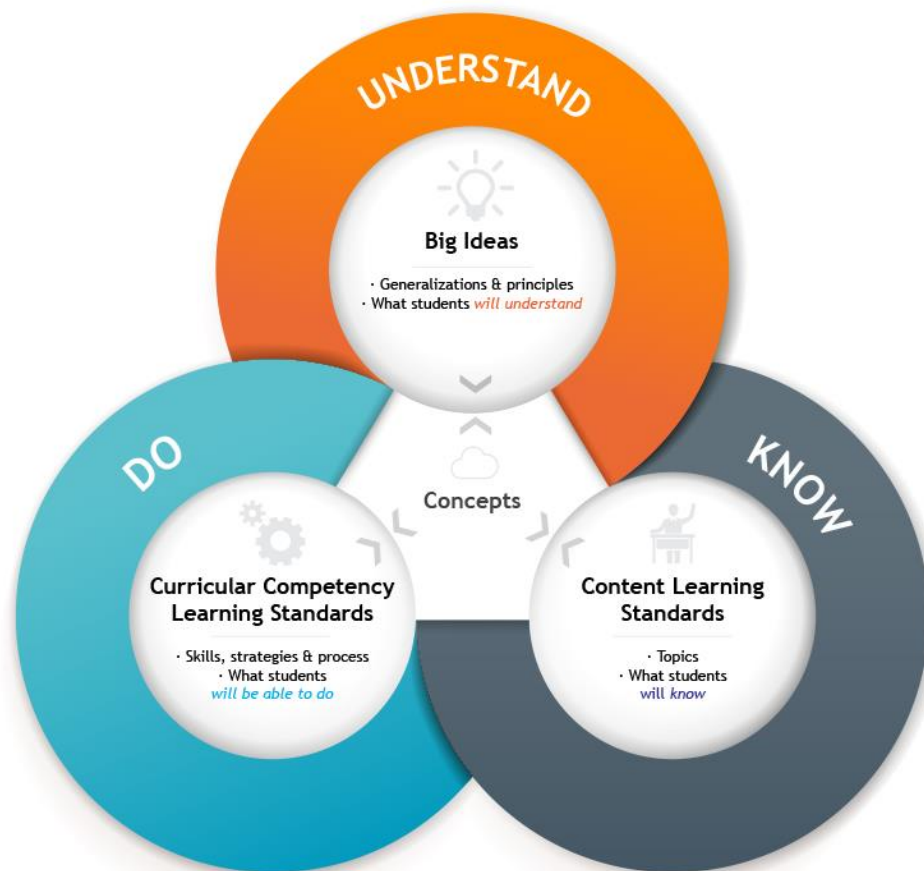 UNDERSTAND
Big Ideas
· Generalizations & principles
· What students will understand
DO
KNOW
Concepts
Curricular Competency
Learning Standards
· Skills, strategies & process
· What students
will be able to do
Content Learning
Standards
· Topics
· What students
will know